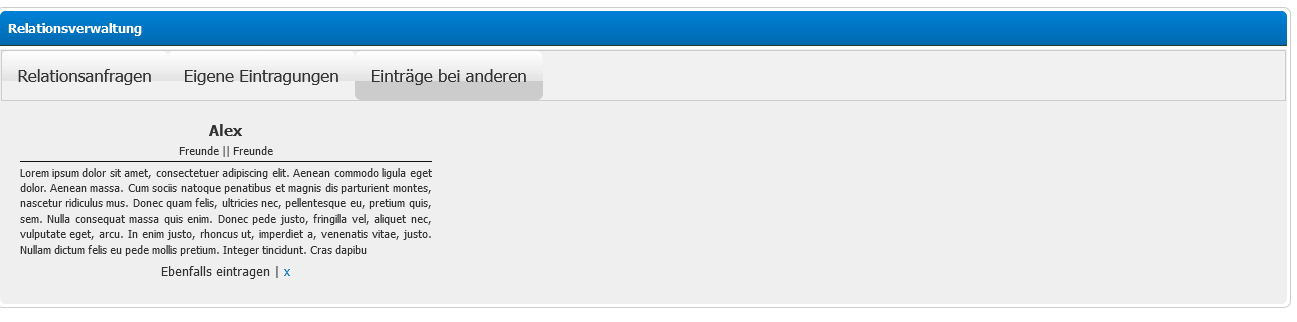 Relationsverwaltung
Relationsanfragen Eigene Eintragungen Einträge bei anderen
Alex
Freunde || Freunde
Lorem ipsum dolor sit amet, consectetuer adipiscing elit. Aenean commodo ligula eget
dolor. Aenean massa. Cum sociis natoque penatibus et magnis dis parturient montes,
nascetur ridiculus mus. Donec quam felis, ultricies nec, pellentesque eu, pretium quis,
sem. Nulla consequat massa quis enim. Donec pede justo, fringilla vel, aliquet nec,
vulputate eget, arcu. In enim justo, rhoncus ut, imperdiet a, venenatis vitae, justo.
Nullam dictum felis eu pede mollis pretium. Integer tincidunt. Cras dapibu
Ebenfalls eintragen | x